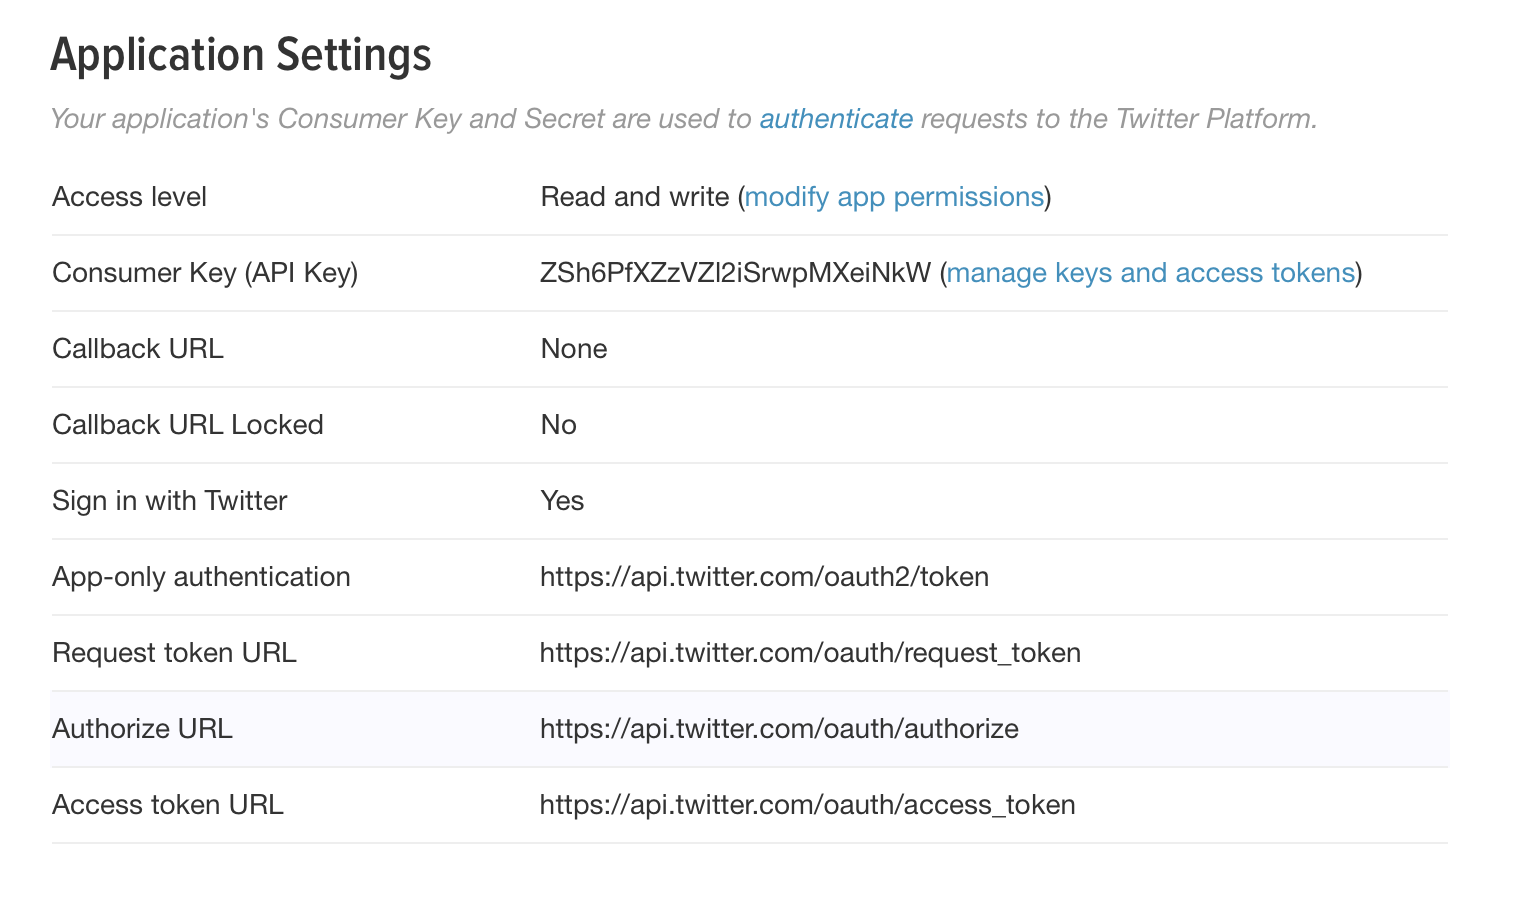 Application Settings
Your application's Consumer Key and Secret are used to authenticate requests to the Twitter Platform.
Access level Read and write (modify app permissions)
Consumer Key (API Key) ZSh6PfXZzVZl2iSrwpMXeiNkW (manage keys and access tokens)
Callback URL None
Callback URL Locked No
Sign in with Twitter Yes
App-only authentication https://api.twitter.com/oauth2/token
Request token URL https://api.twitter.com/oauth/request_token
Authorize URL https://api.twitter.com/oauth/authorize
Access token URL https://api.twitter.com/oauth/access_token